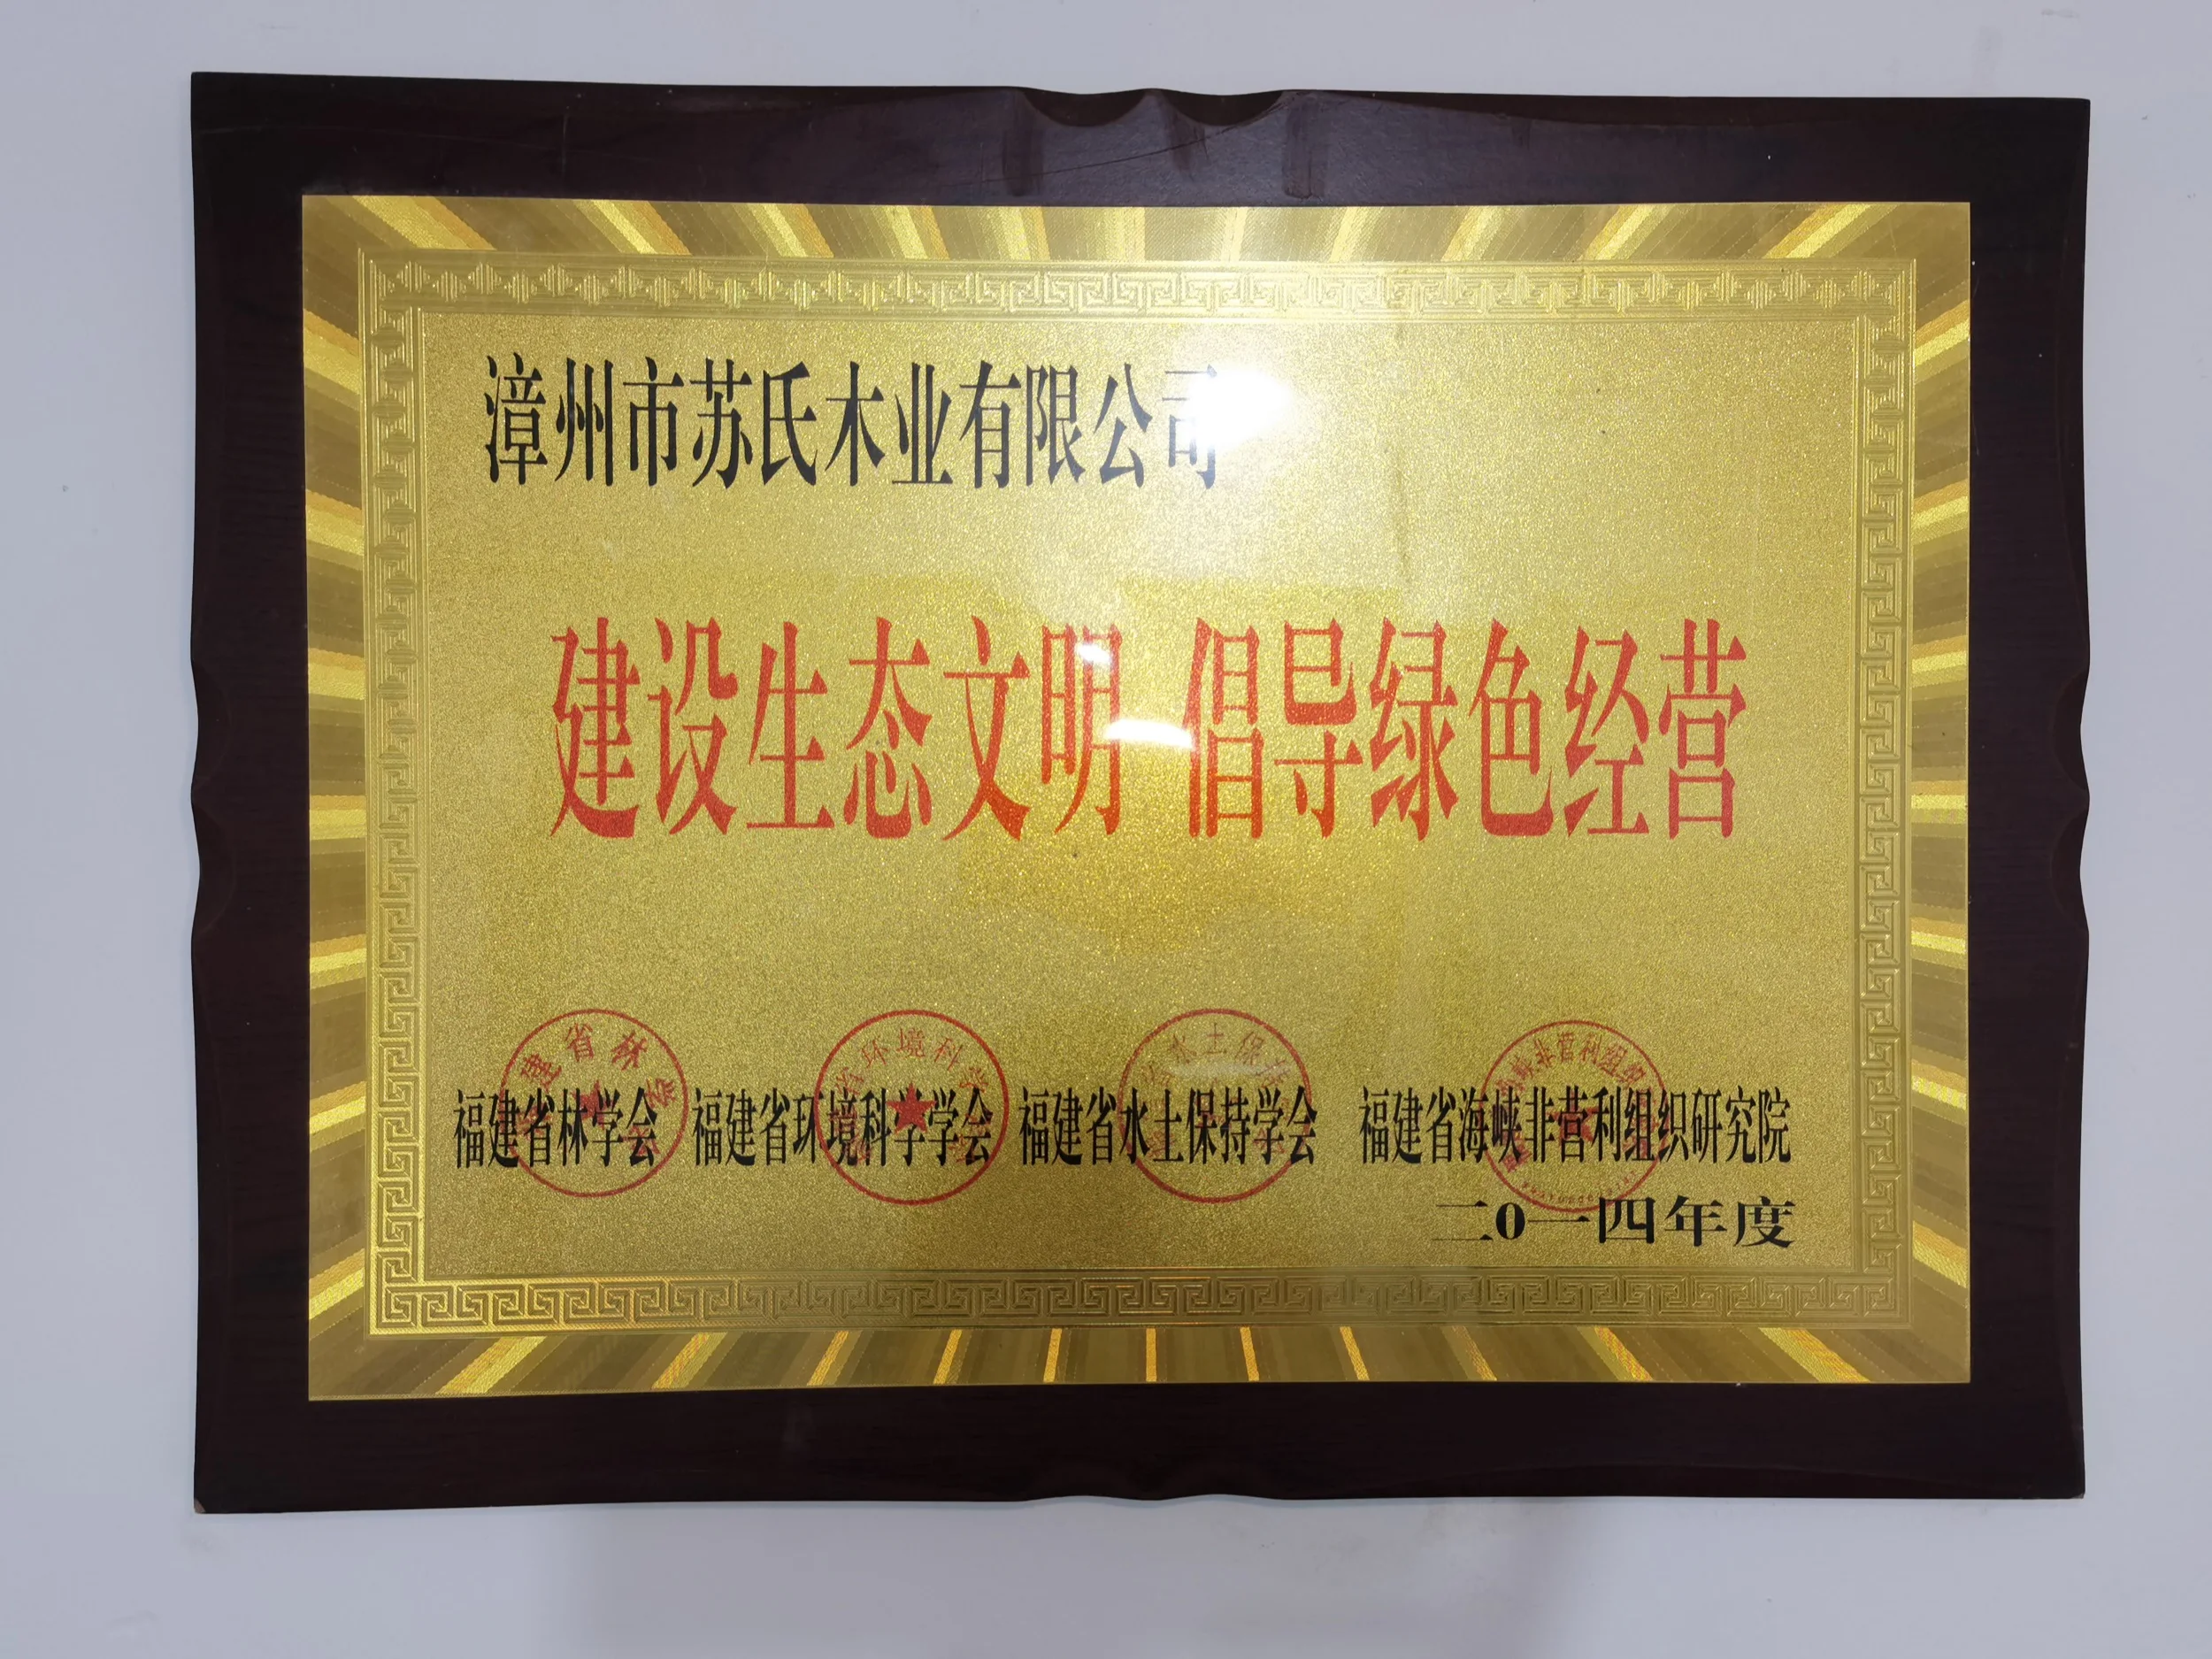 漳州市苏氏木业有限公司
建设生态文明 倡导绿色经营
福建省林学会 福建省环境科学学会 福建省水土保持学会 福建省海峡非营利组织研究院
二0一四年度